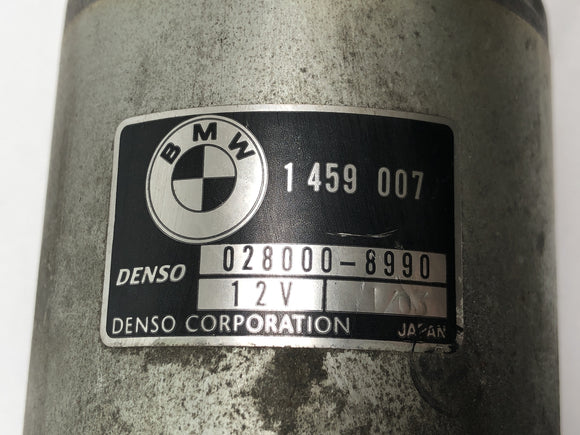 BMW
1 459 007
DENSO 028000-8990
12V
DENSO CORPORATION JAPAN